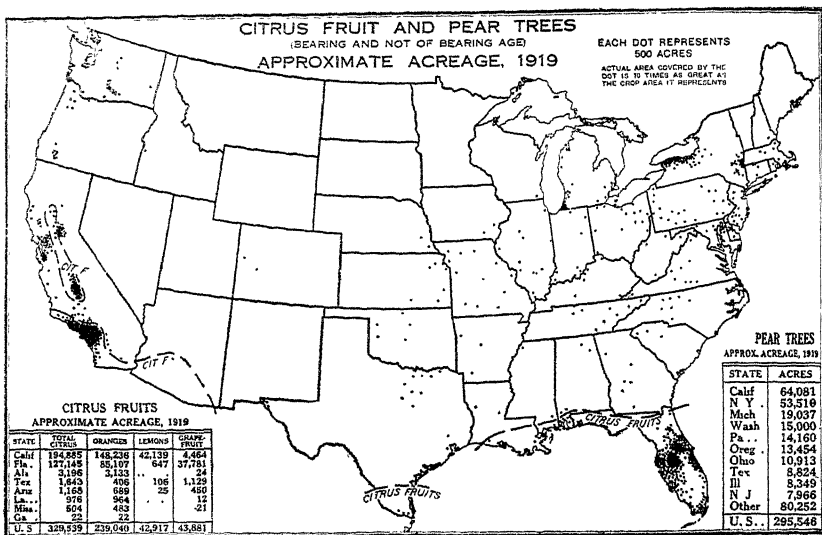 CITRUS FRUIT AND PEAR TREES
(BEARING AND NOT OF BEARING AGE)
APPROXIMATE ACREAGE, 1919
EACH DOT REPRESENTS
500 ACRES
ACTUAL AREA COVERED BY THE
DOT IS 10 TIMES AS GREAT AS
THE CROP AREA IT REPRESENTS
CIT F
CIT F
CITRUS FRUITS
CITRUS FRUITS
CITRUS FRUITS
APPROXIMATE ACREAGE, 1919
STATE TOTAL CITRUS ORANGES LEMONS GRAPE-FRUIT
Calif 194,885 148,236 42,139 4,464
Fla. 127,145 85,107 647 37,781
Ala 3,196 3,133 .. 24
Tex 1,643 406 106 1,129
Ariz 1,168 689 25 450
La... 976 964 . . 12
Miss. 504 483 21
Ga . 22 22
U. S 329,539 239,040 42,917 43,881
PEAR TREES
APPROX. ACREAGE, 1919
STATE ACRES
Calif 64,081
N Y . 53,510
Mich 19,037
Wash 15,000
Pa . . 14,160
Oreg . 13,454
Ohio 10,913
Tex 8,824
Ill 8,349
N J 7,966
Other 80,252
U. S. . 295,546